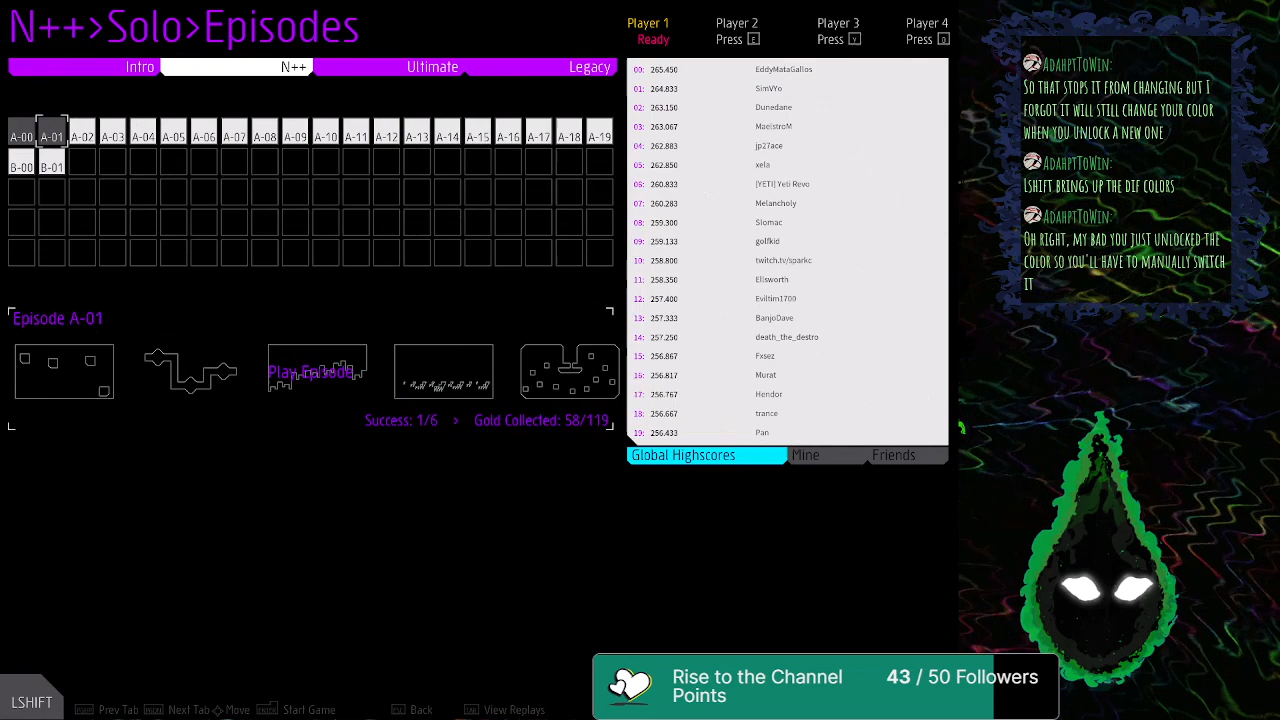 N++>Solo>Episodes
Intro N++ Ultimate Legacy
A-00 A-01 A-02 A-03 A-04 A-05 A-06 A-07 A-08 A-09 A-10 A-11 A-12 A-13 A-14 A-15 A-16 A-17 A-18 A-19
B-00 B-01
Episode A-01
Play Episode
Success: 1/6 > Gold Collected: 58/119
Player 1 Player 2 Player 3 Player 4
Ready Press E Press Y Press O
00: 265.450 EddyMataGallos
01: 264.833 SimVYo
02: 263.150 Dunedane
03: 263.067 MaelstroM
04: 262.883 jp27ace
05: 262.850 xela
06: 260.833 [YETI] Yeti Revo
07: 260.283 Melancholy
08: 259.300 Slomac
09: 259.133 golfkid
10: 258.800 twitch.tv/sparkc
11: 258.350 Ellsworth
12: 257.400 Eviltim1700
13: 257.333 BanjoDave
14: 257.250 death_the_destro
15: 256.867 Fxsez
16: 256.817 Murat
17: 256.767 Hendor
18: 256.667 trance
19: 256.433 Pan
Global Highscores Mine Friends
AdahptToWin:
So that stops it from changing but I
forgot it will still change your color
when you unlock a new one
AdahptToWin:
Lshift brings up the dif colors
AdahptToWin:
Oh right, my bad you just unlocked the
color so you'll have to manually switch
it
Rise to the Channel
Points
43 / 50 Followers
LSHIFT
Prev Tab Next Tab Move Start Game Back View Replays